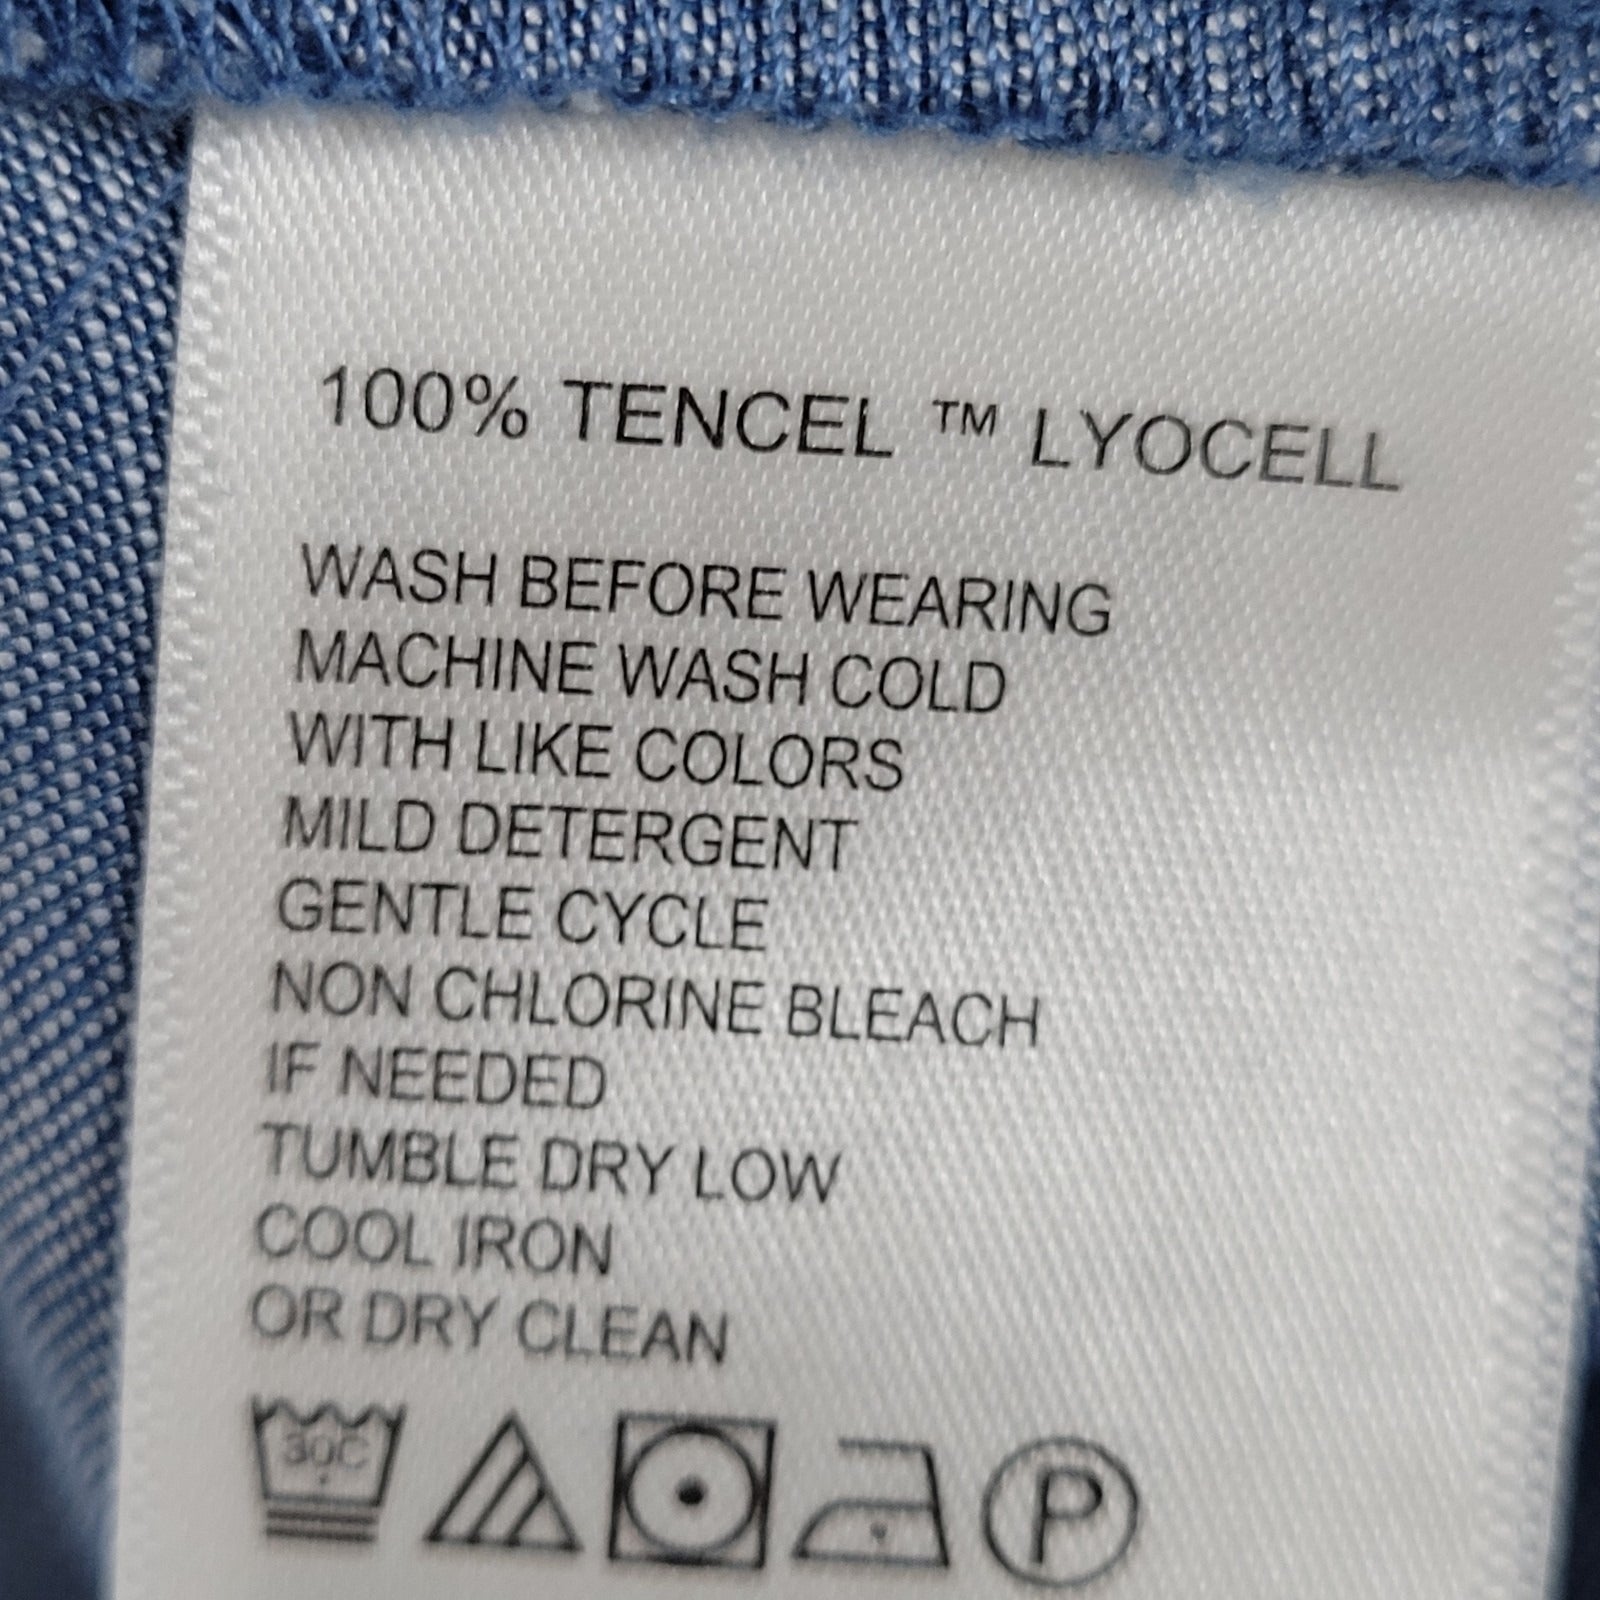 100% TENCEL ™ LYOCELL
WASH BEFORE WEARING
MACHINE WASH COLD
WITH LIKE COLORS
MILD DETERGENT
GENTLE CYCLE
NON CHLORINE BLEACH
IF NEEDED
TUMBLE DRY LOW
COOL IRON
OR DRY CLEAN
30C P